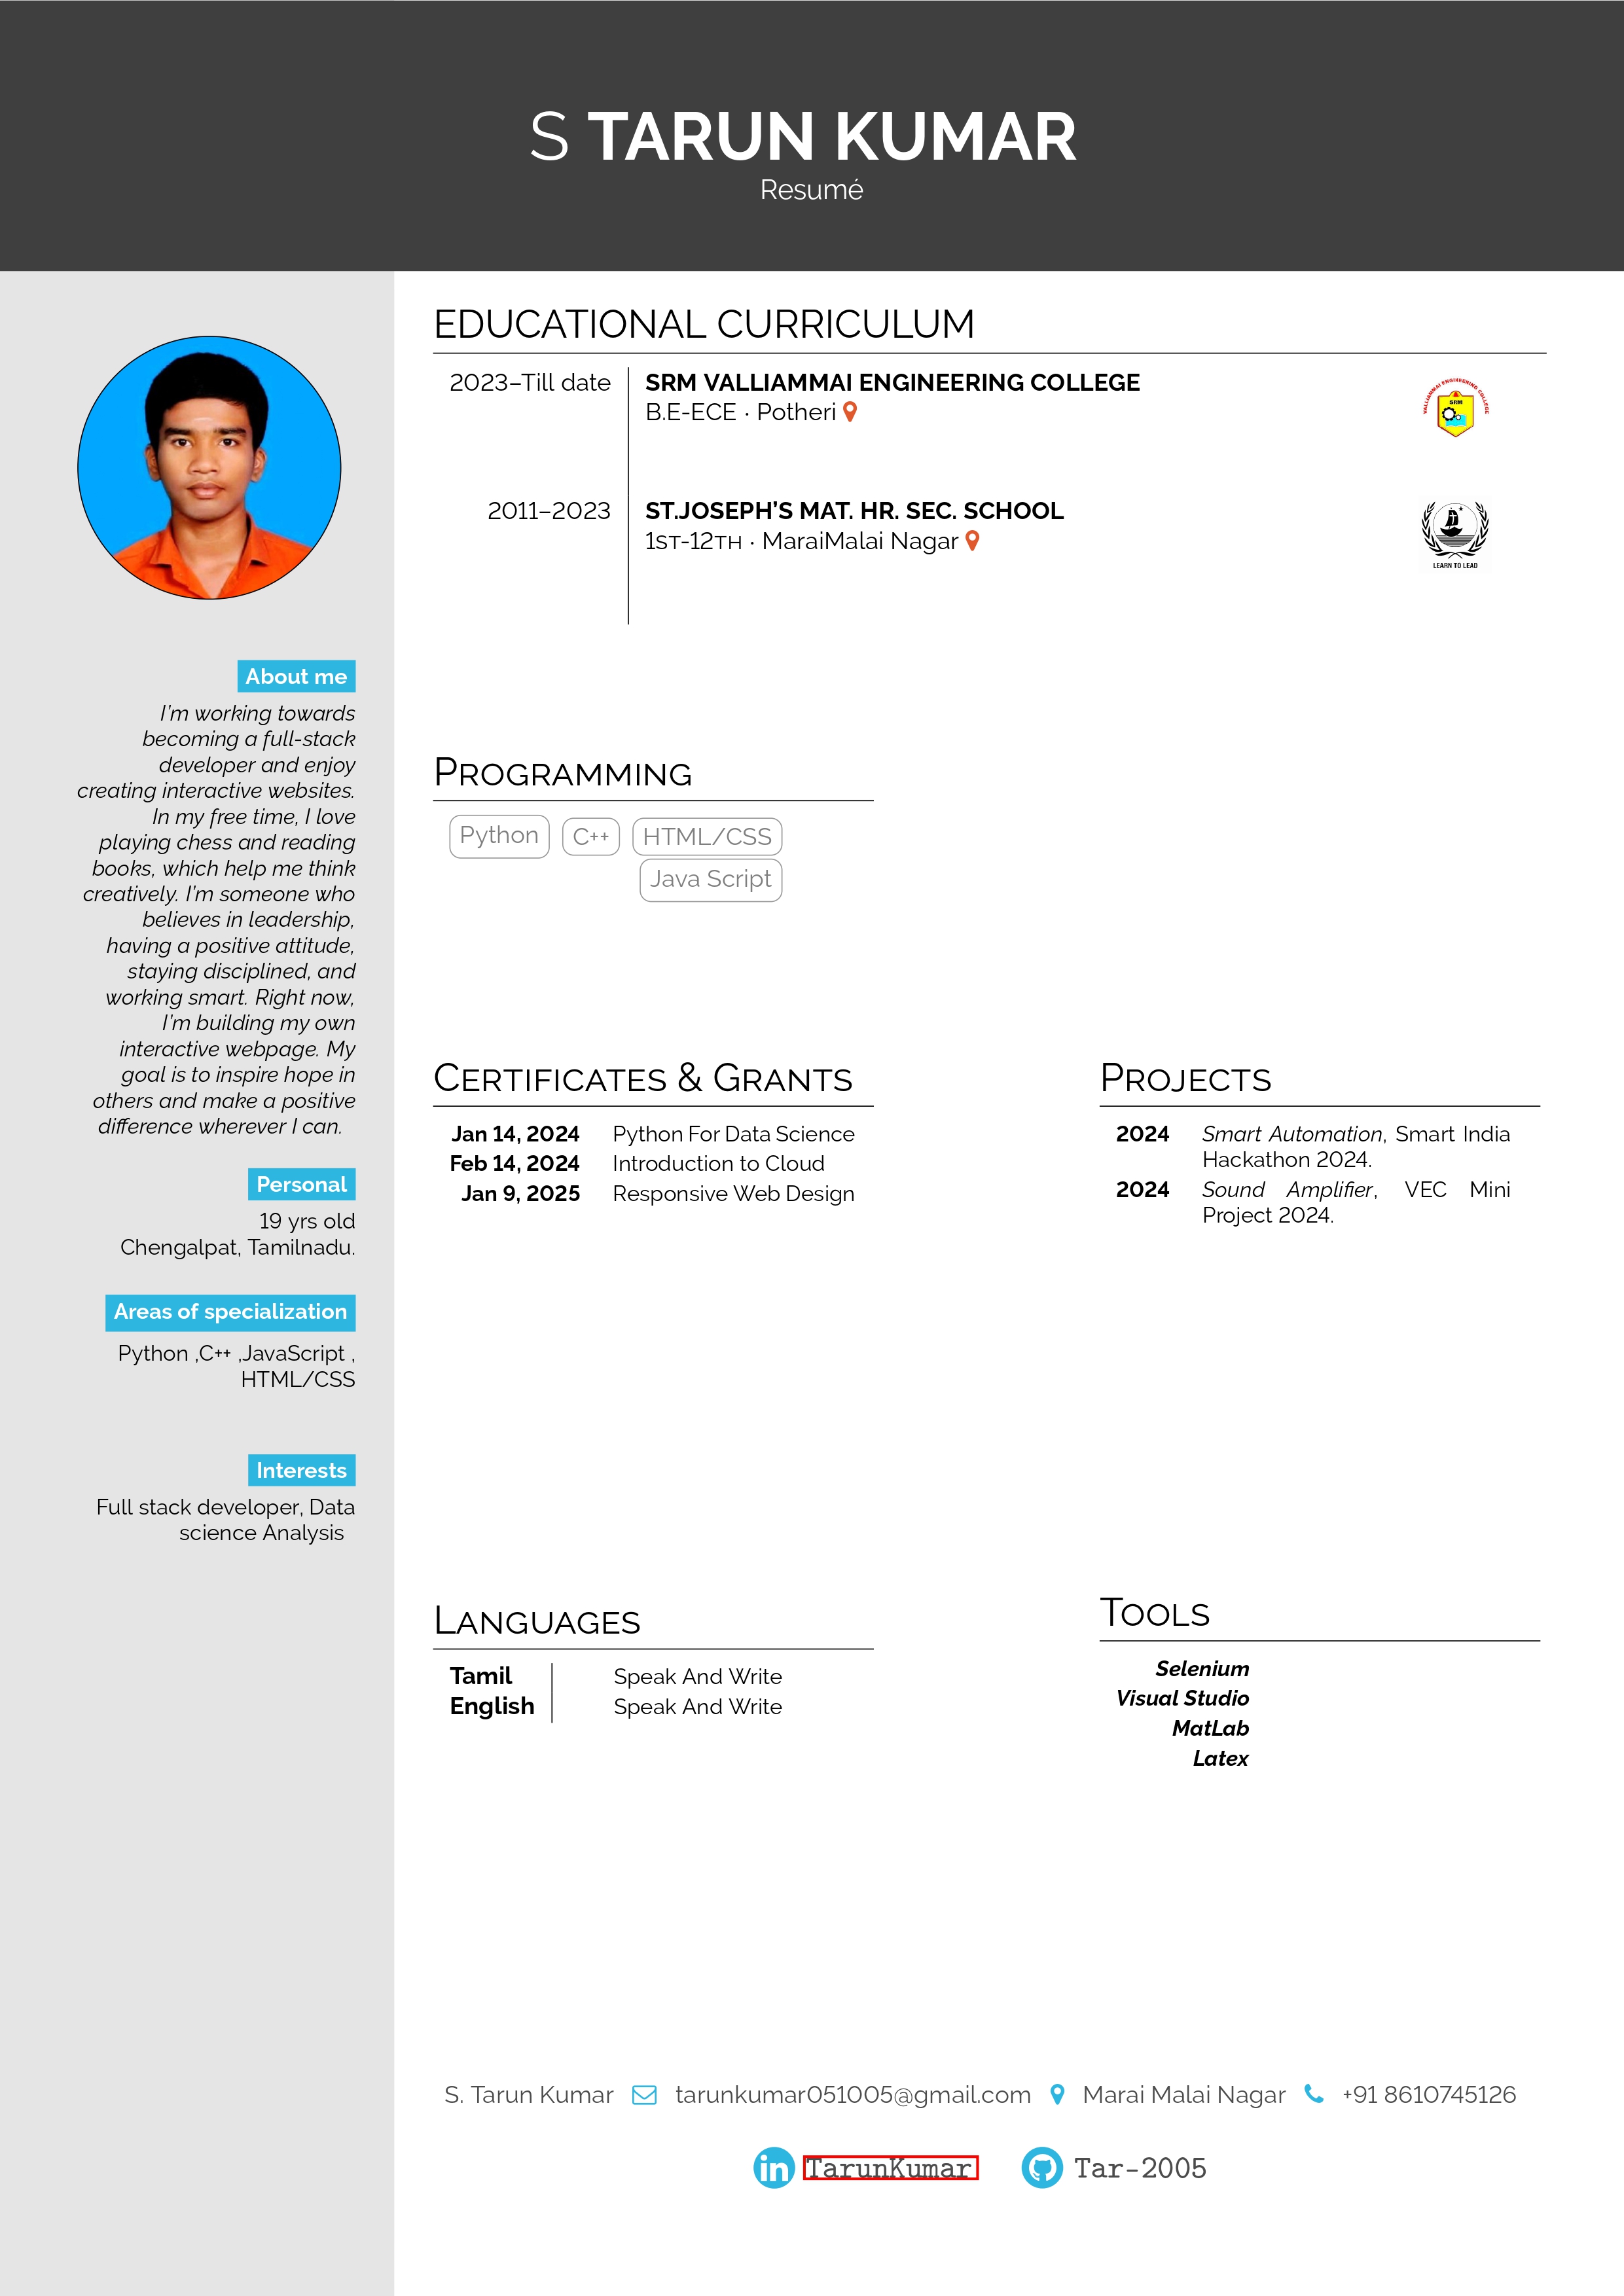 S TARUN KUMAR
Resumé
About me
I'm working towards
becoming a full-stack
developer and enjoy
creating interactive websites.
In my free time, I love
playing chess and reading
books, which help me think
creatively. I'm someone who
believes in leadership,
having a positive attitude,
staying disciplined, and
working smart. Right now,
I'm building my own
interactive webpage. My
goal is to inspire hope in
others and make a positive
difference wherever I can.
Personal
19 yrs old
Chengalpat, Tamilnadu.
Areas of specialization
Python ,C++ ,JavaScript ,
HTML/CSS
Interests
Full stack developer, Data
science Analysis
EDUCATIONAL CURRICULUM
2023–Till date SRM VALLIAMMAI ENGINEERING COLLEGE
B.E-ECE · Potheri
VALLIAMMAI ENGINEERING COLLEGE
SRM
2011–2023 ST.JOSEPH'S MAT. HR. SEC. SCHOOL
1ST-12TH · MaraiMalai Nagar
LEARN TO LEAD
PROGRAMMING
Python C++ HTML/CSS
Java Script
CERTIFICATES & GRANTS
Jan 14, 2024 Python For Data Science
Feb 14, 2024 Introduction to Cloud
Jan 9, 2025 Responsive Web Design
PROJECTS
2024 Smart Automation, Smart India
Hackathon 2024.
2024 Sound Amplifier, VEC Mini
Project 2024.
LANGUAGES
Tamil Speak And Write
English Speak And Write
TOOLS
Selenium
Visual Studio
MatLab
Latex
S. Tarun Kumar tarunkumar051005@gmail.com Marai Malai Nagar +91 8610745126
in TarunKumar Tar-2005